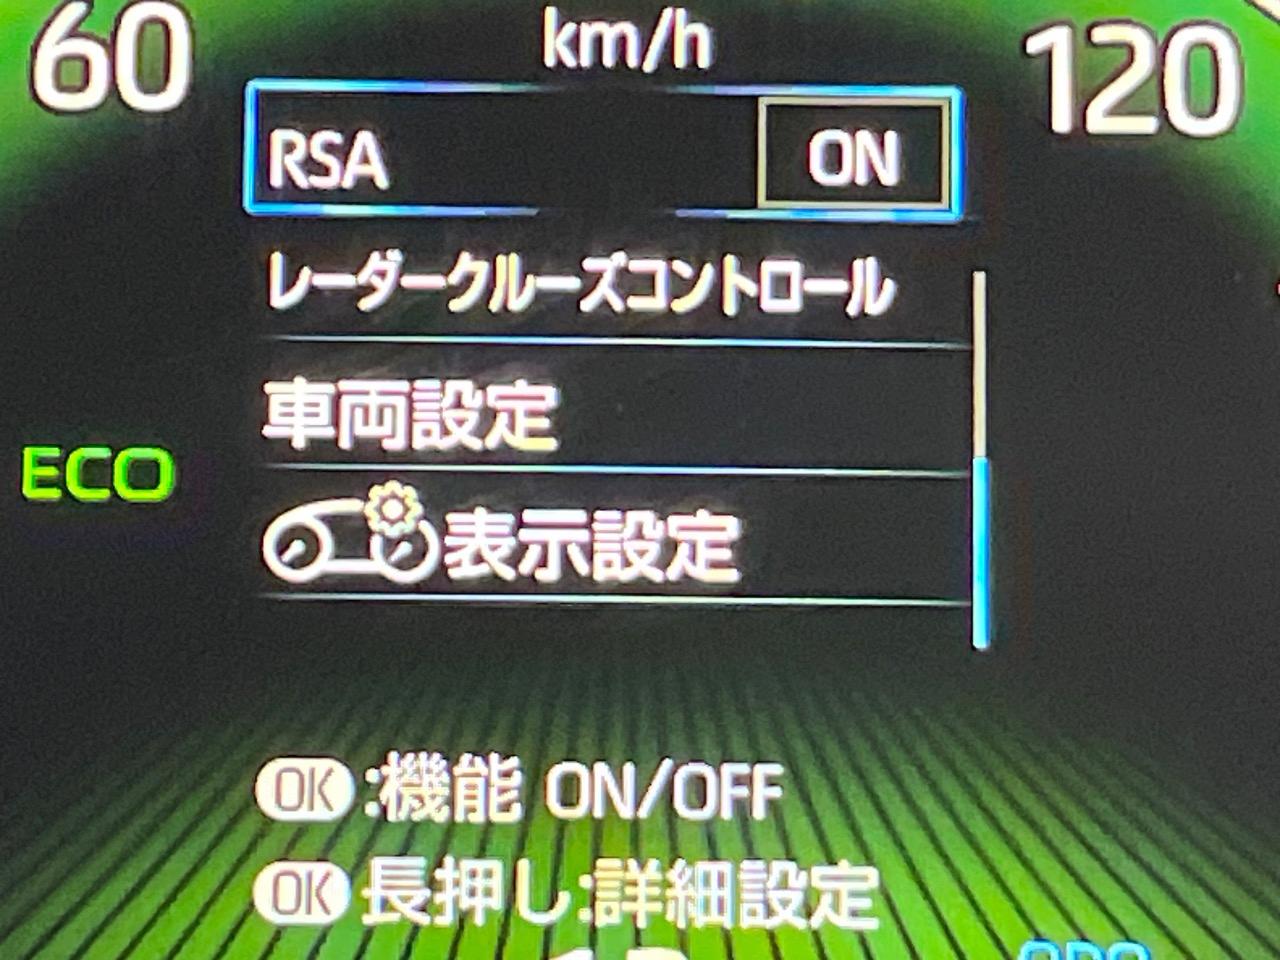 60 km/h 120
RSA ON
レーダークルーズコントロール
車両設定
ECO
表示設定
OK:機能 ON/OFF
OK長押し:詳細設定